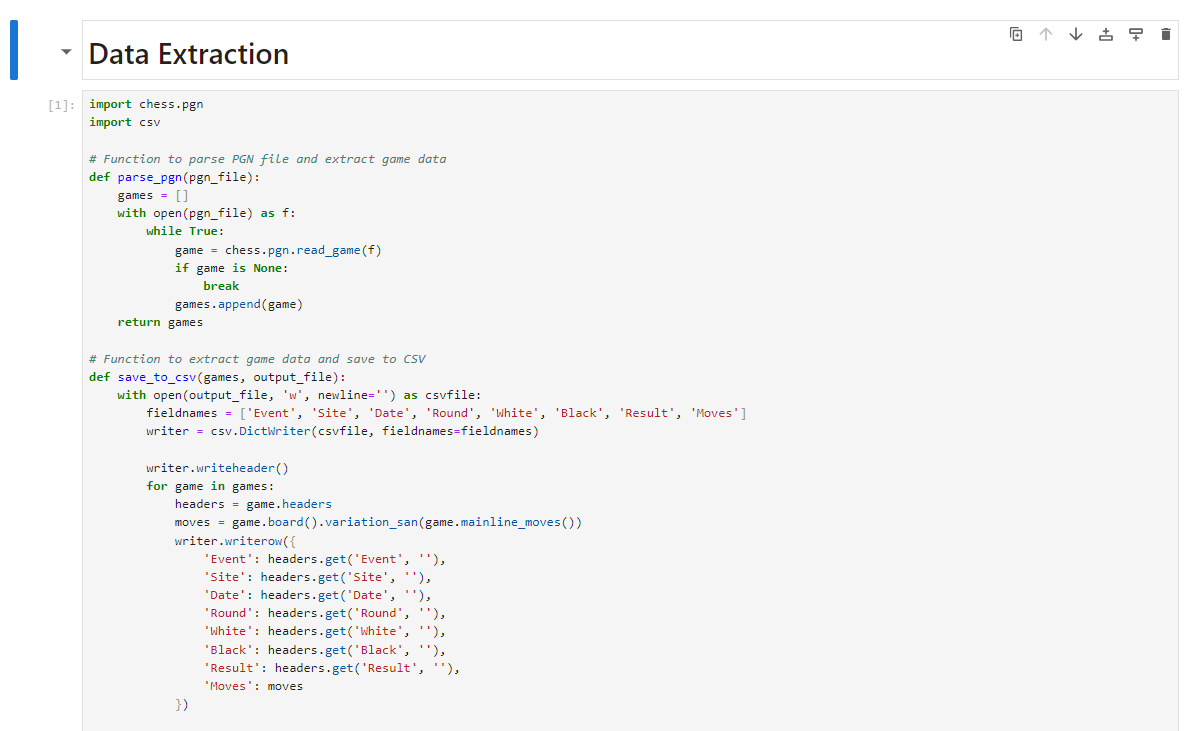 Data Extraction
[1]:
import chess.pgn
import csv

# Function to parse PGN file and extract game data
def parse_pgn(pgn_file):
    games = []
    with open(pgn_file) as f:
        while True:
            game = chess.pgn.read_game(f)
            if game is None:
                break
            games.append(game)
    return games

# Function to extract game data and save to CSV
def save_to_csv(games, output_file):
    with open(output_file, 'w', newline='') as csvfile:
        fieldnames = ['Event', 'Site', 'Date', 'Round', 'White', 'Black', 'Result', 'Moves']
        writer = csv.DictWriter(csvfile, fieldnames=fieldnames)

        writer.writeheader()
        for game in games:
            headers = game.headers
            moves = game.board().variation_san(game.mainline_moves())
            writer.writerow({
                'Event': headers.get('Event', ''),
                'Site': headers.get('Site', ''),
                'Date': headers.get('Date', ''),
                'Round': headers.get('Round', ''),
                'White': headers.get('White', ''),
                'Black': headers.get('Black', ''),
                'Result': headers.get('Result', ''),
                'Moves': moves
            })